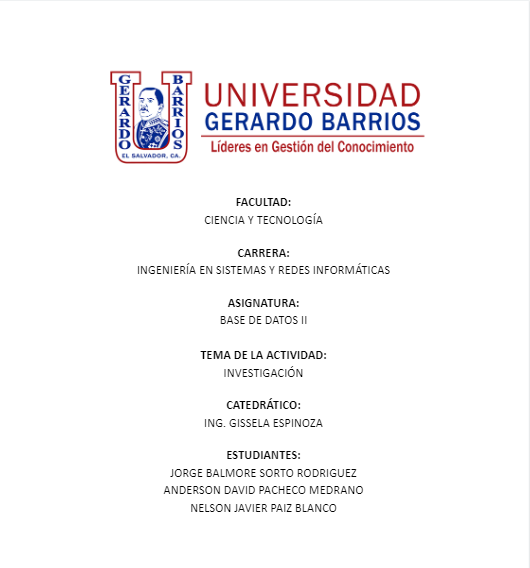 GERARDO
BARRIOS
EL SALVADOR, CA.
UNIVERSIDAD
GERARDO BARRIOS
Líderes en Gestión del Conocimiento
FACULTAD:
CIENCIA Y TECNOLOGÍA
CARRERA:
INGENIERÍA EN SISTEMAS Y REDES INFORMÁTICAS
ASIGNATURA:
BASE DE DATOS II
TEMA DE LA ACTIVIDAD:
INVESTIGACIÓN
CATEDRÁTICO:
ING. GISSELA ESPINOZA
ESTUDIANTES:
JORGE BALMORE SORTO RODRIGUEZ
ANDERSON DAVID PACHECO MEDRANO
NELSON JAVIER PAIZ BLANCO